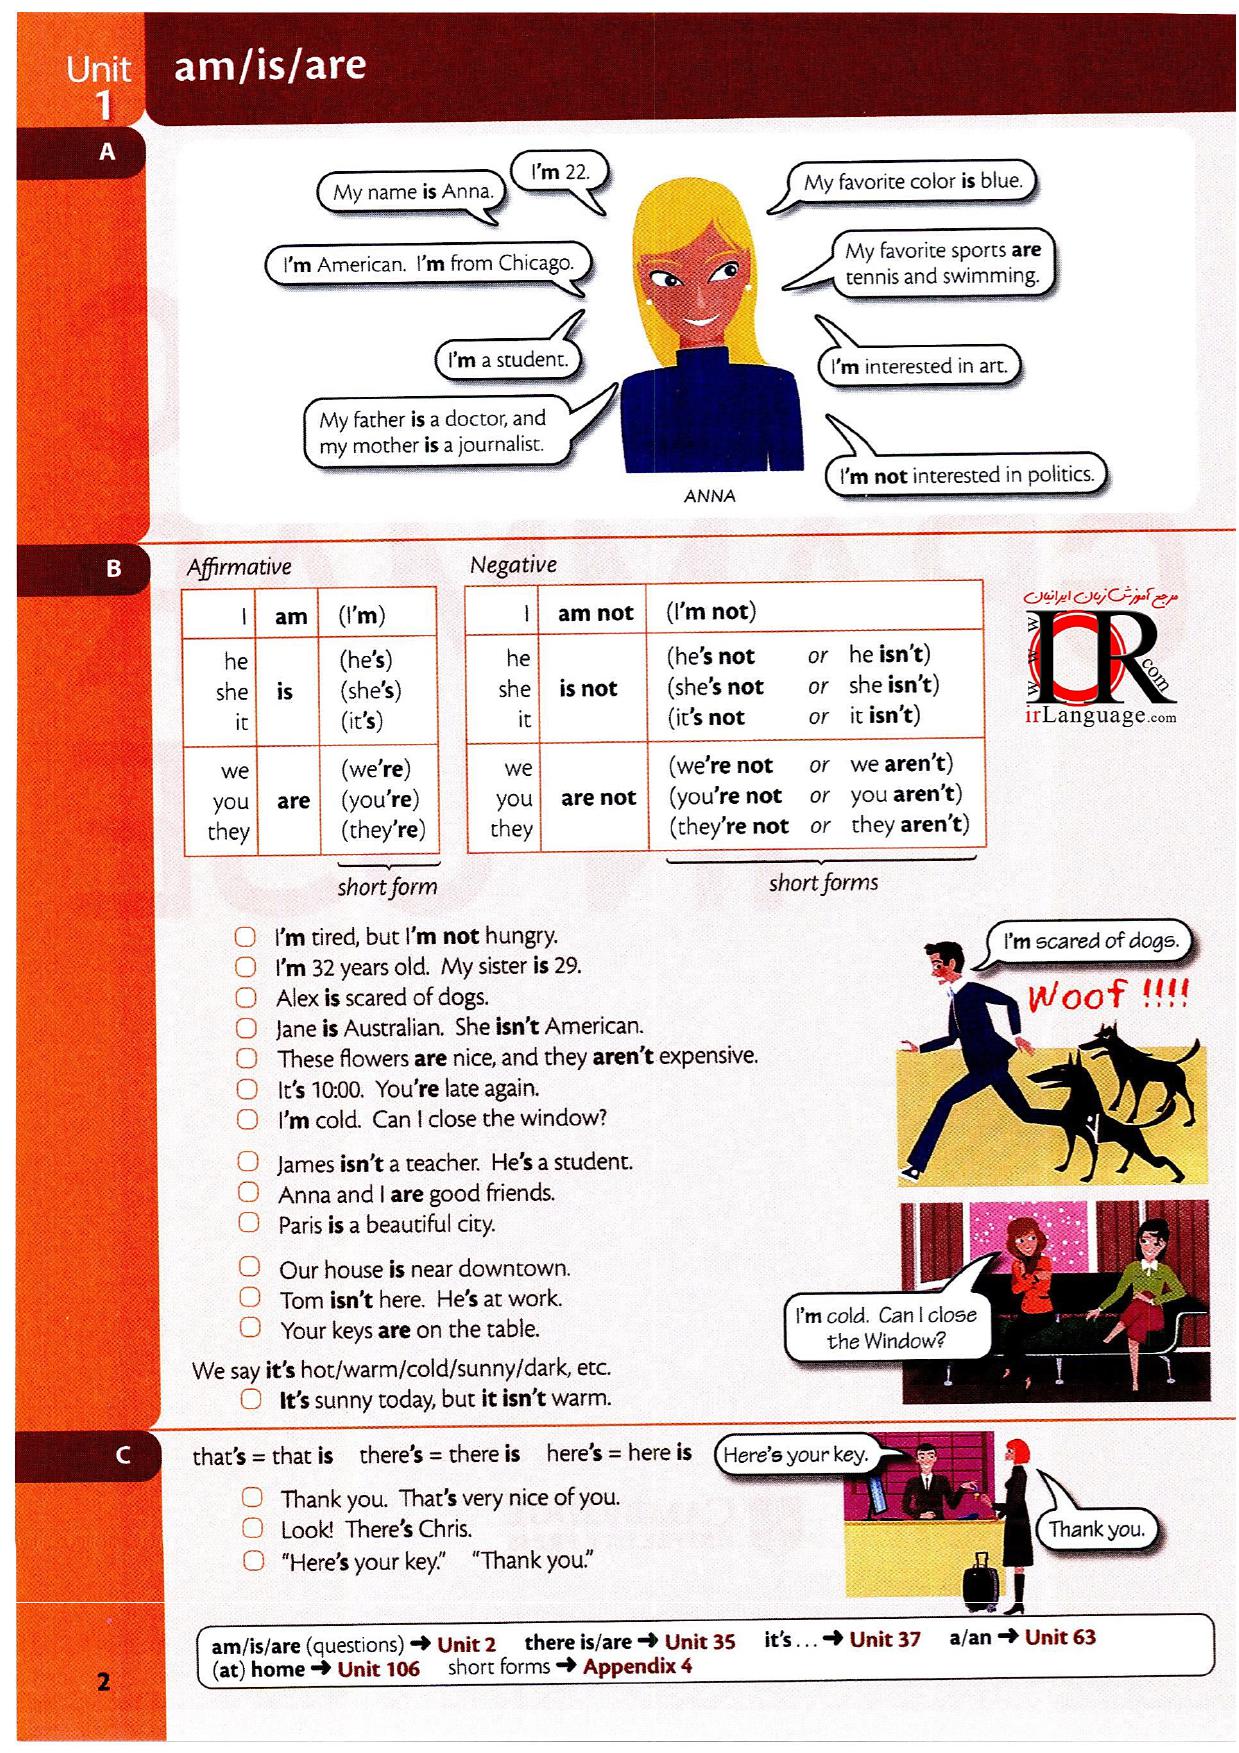 Unit
1
am/is/are
A
My name is Anna.
I'm 22.
My favorite color is blue.
I'm American. I'm from Chicago.
My favorite sports are
tennis and swimming.
I'm a student.
I'm interested in art.
My father is a doctor, and
my mother is a journalist.
I'm not interested in politics.
ANNA
B
Affirmative
I am (I'm)
he (he's)
she is (she's)
it (it's)
we (we're)
you are (you're)
they (they're)
short form
Negative
I am not (I'm not)
he (he's not or he isn't)
she is not (she's not or she isn't)
it (it's not or it isn't)
we (we're not or we aren't)
you are not (you're not or you aren't)
they (they're not or they aren't)
short forms
مرجع آموزش زبان ایرانیان
www
IR
.com
irLanguage.com
I'm tired, but I'm not hungry.
I'm 32 years old. My sister is 29.
Alex is scared of dogs.
Jane is Australian. She isn't American.
These flowers are nice, and they aren't expensive.
It's 10:00. You're late again.
I'm cold. Can I close the window?
James isn't a teacher. He's a student.
Anna and I are good friends.
Paris is a beautiful city.
Our house is near downtown.
Tom isn't here. He's at work.
Your keys are on the table.
We say it's hot/warm/cold/sunny/dark, etc.
It's sunny today, but it isn't warm.
I'm scared of dogs.
Woof !!!!
I'm cold. Can I close
the Window?
C
that's = that is there's = there is here's = here is
Thank you. That's very nice of you.
Look! There's Chris.
"Here's your key." "Thank you."
Here's your key.
Thank you.
am/is/are (questions) → Unit 2 there is/are → Unit 35 it's ... → Unit 37 a/an → Unit 63
(at) home → Unit 106 short forms → Appendix 4
2